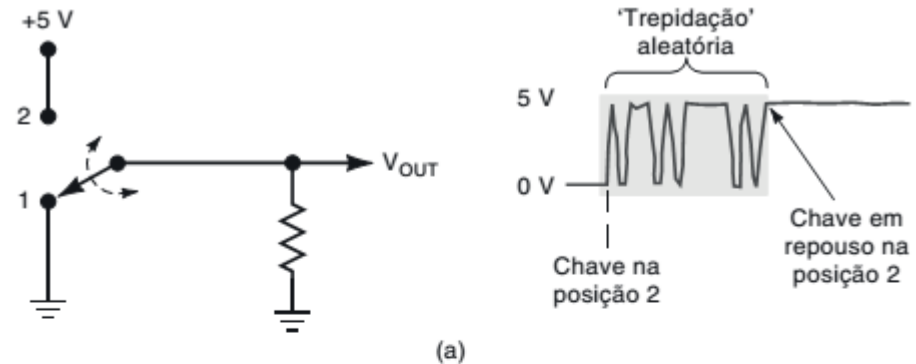 +5 V
2
1
V_OUT
'Trepidação'
aleatória
5 V
0 V
Chave na
posição 2
Chave em
repouso na
posição 2
(a)